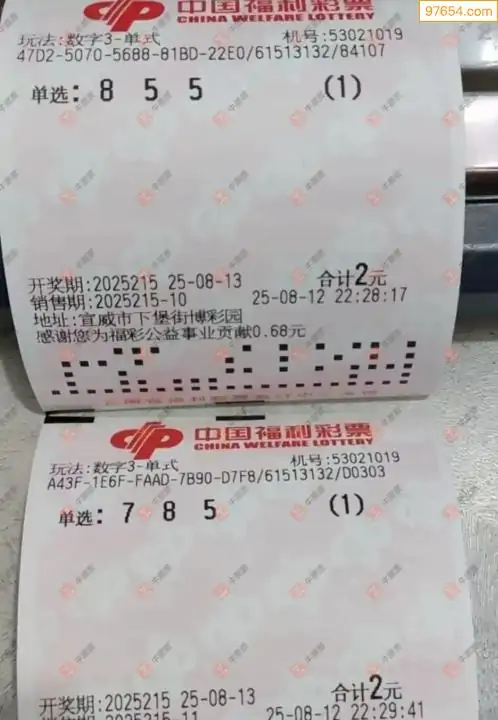 97654.com
中国福利彩票
CHINA WELFARE LOTTERY
玩法:数字3-单式 机号:53021019
47D2-5070-5688-81BD-22E0/61513132/84107
单选: 8 5 5 (1)
开奖期:2025215 25-08-13 合计2元
销售期:2025215-10 25-08-12 22:28:17
地址:宣威市下堡街博彩园
感谢您为福彩公益事业贡献0.68元
中国福利彩票
CHINA WELFARE LOTTERY
玩法:数字3-单式 机号:53021019
A43F-1E6F-FAAD-7B90-D7F8/61513132/D0303
单选: 7 8 5 (1)
开奖期:2025215 25-08-13 合计2元
销售期:2025215-11 25-08-12 22:29:41